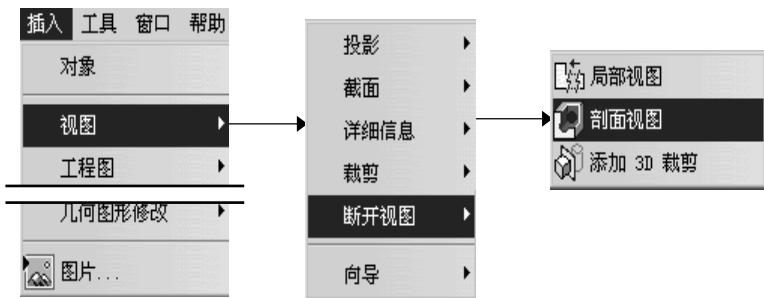 插入 工具 窗口 帮助
对象
视图
工程图
几何图形修改
图片...
投影
截面
详细信息
裁剪
断开视图
向导
局部视图
剖面视图
添加 3D 裁剪